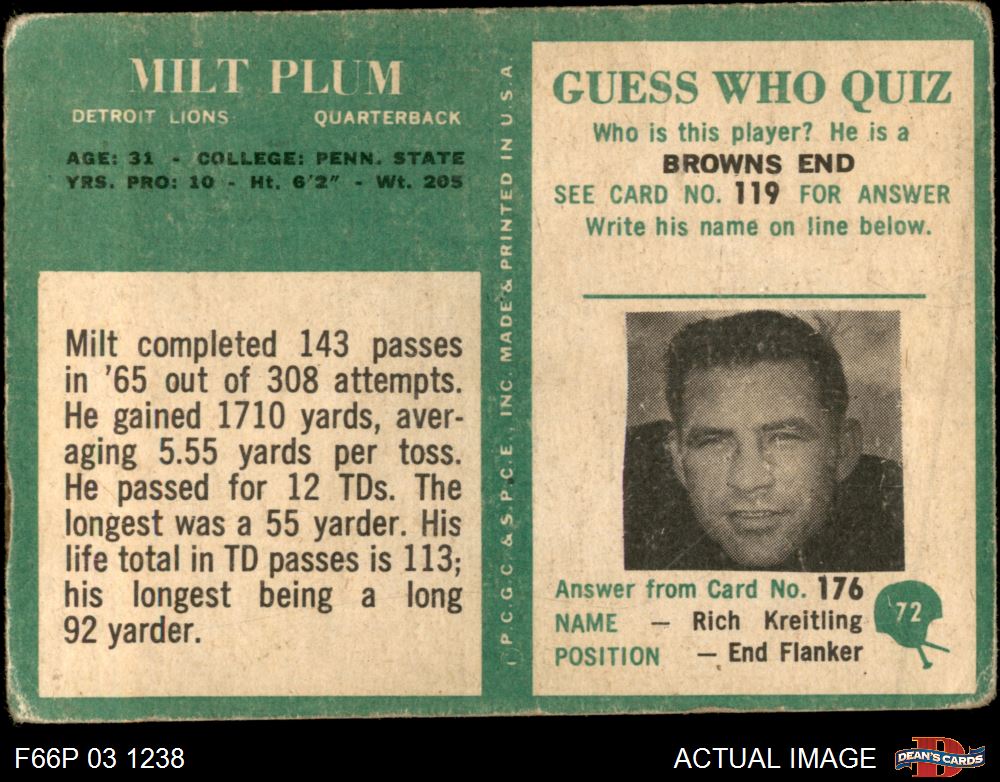 MILT PLUM
DETROIT LIONS QUARTERBACK
AGE: 31 - COLLEGE: PENN. STATE
YRS. PRO: 10 - Ht. 6'2" - Wt. 205
Milt completed 143 passes
in '65 out of 308 attempts.
He gained 1710 yards, aver-
aging 5.55 yards per toss.
He passed for 12 TDs. The
longest was a 55 yarder. His
life total in TD passes is 113;
his longest being a long
92 yarder.
P.C.G.C. & S.P.C.E., INC. MADE & PRINTED IN U.S.A
GUESS WHO QUIZ
Who is this player? He is a
BROWNS END
SEE CARD NO. 119 FOR ANSWER
Write his name on line below.
Answer from Card No. 176
NAME — Rich Kreitling
POSITION — End Flanker
72
F66P 03 1238
ACTUAL IMAGE
D
DEAN'S CARDS